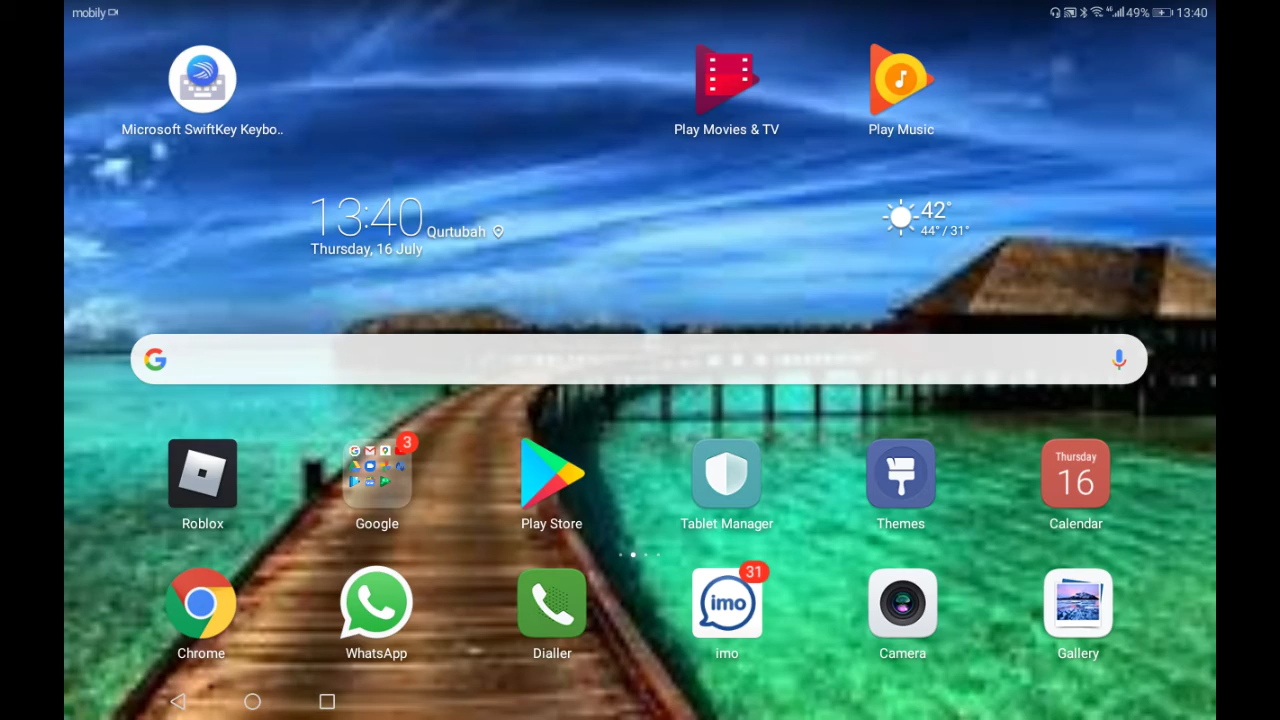 mobily
49% 13:40
Microsoft SwiftKey Keybo..
Play Movies & TV
Play Music
13:40
Qurtubah
Thursday, 16 July
42°
44° / 31°
3
Thursday
16
Roblox
Google
Play Store
Tablet Manager
Themes
Calendar
31
imo
Chrome
WhatsApp
Dialler
imo
Camera
Gallery